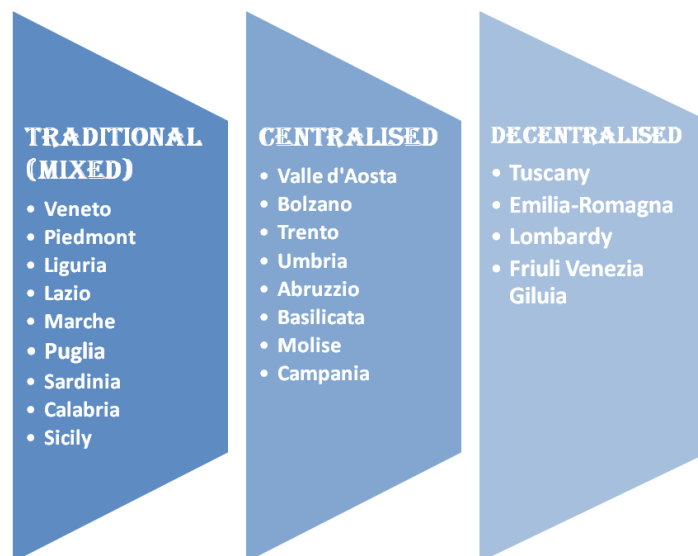 TRADITIONAL
(MIXED)
• Veneto
• Piedmont
• Liguria
• Lazio
• Marche
• Puglia
• Sardinia
• Calabria
• Sicily
CENTRALISED
• Valle d'Aosta
• Bolzano
• Trento
• Umbria
• Abruzzio
• Basilicata
• Molise
• Campania
DECENTRALISED
• Tuscany
• Emilia-Romagna
• Lombardy
• Friuli Venezia
Giluia